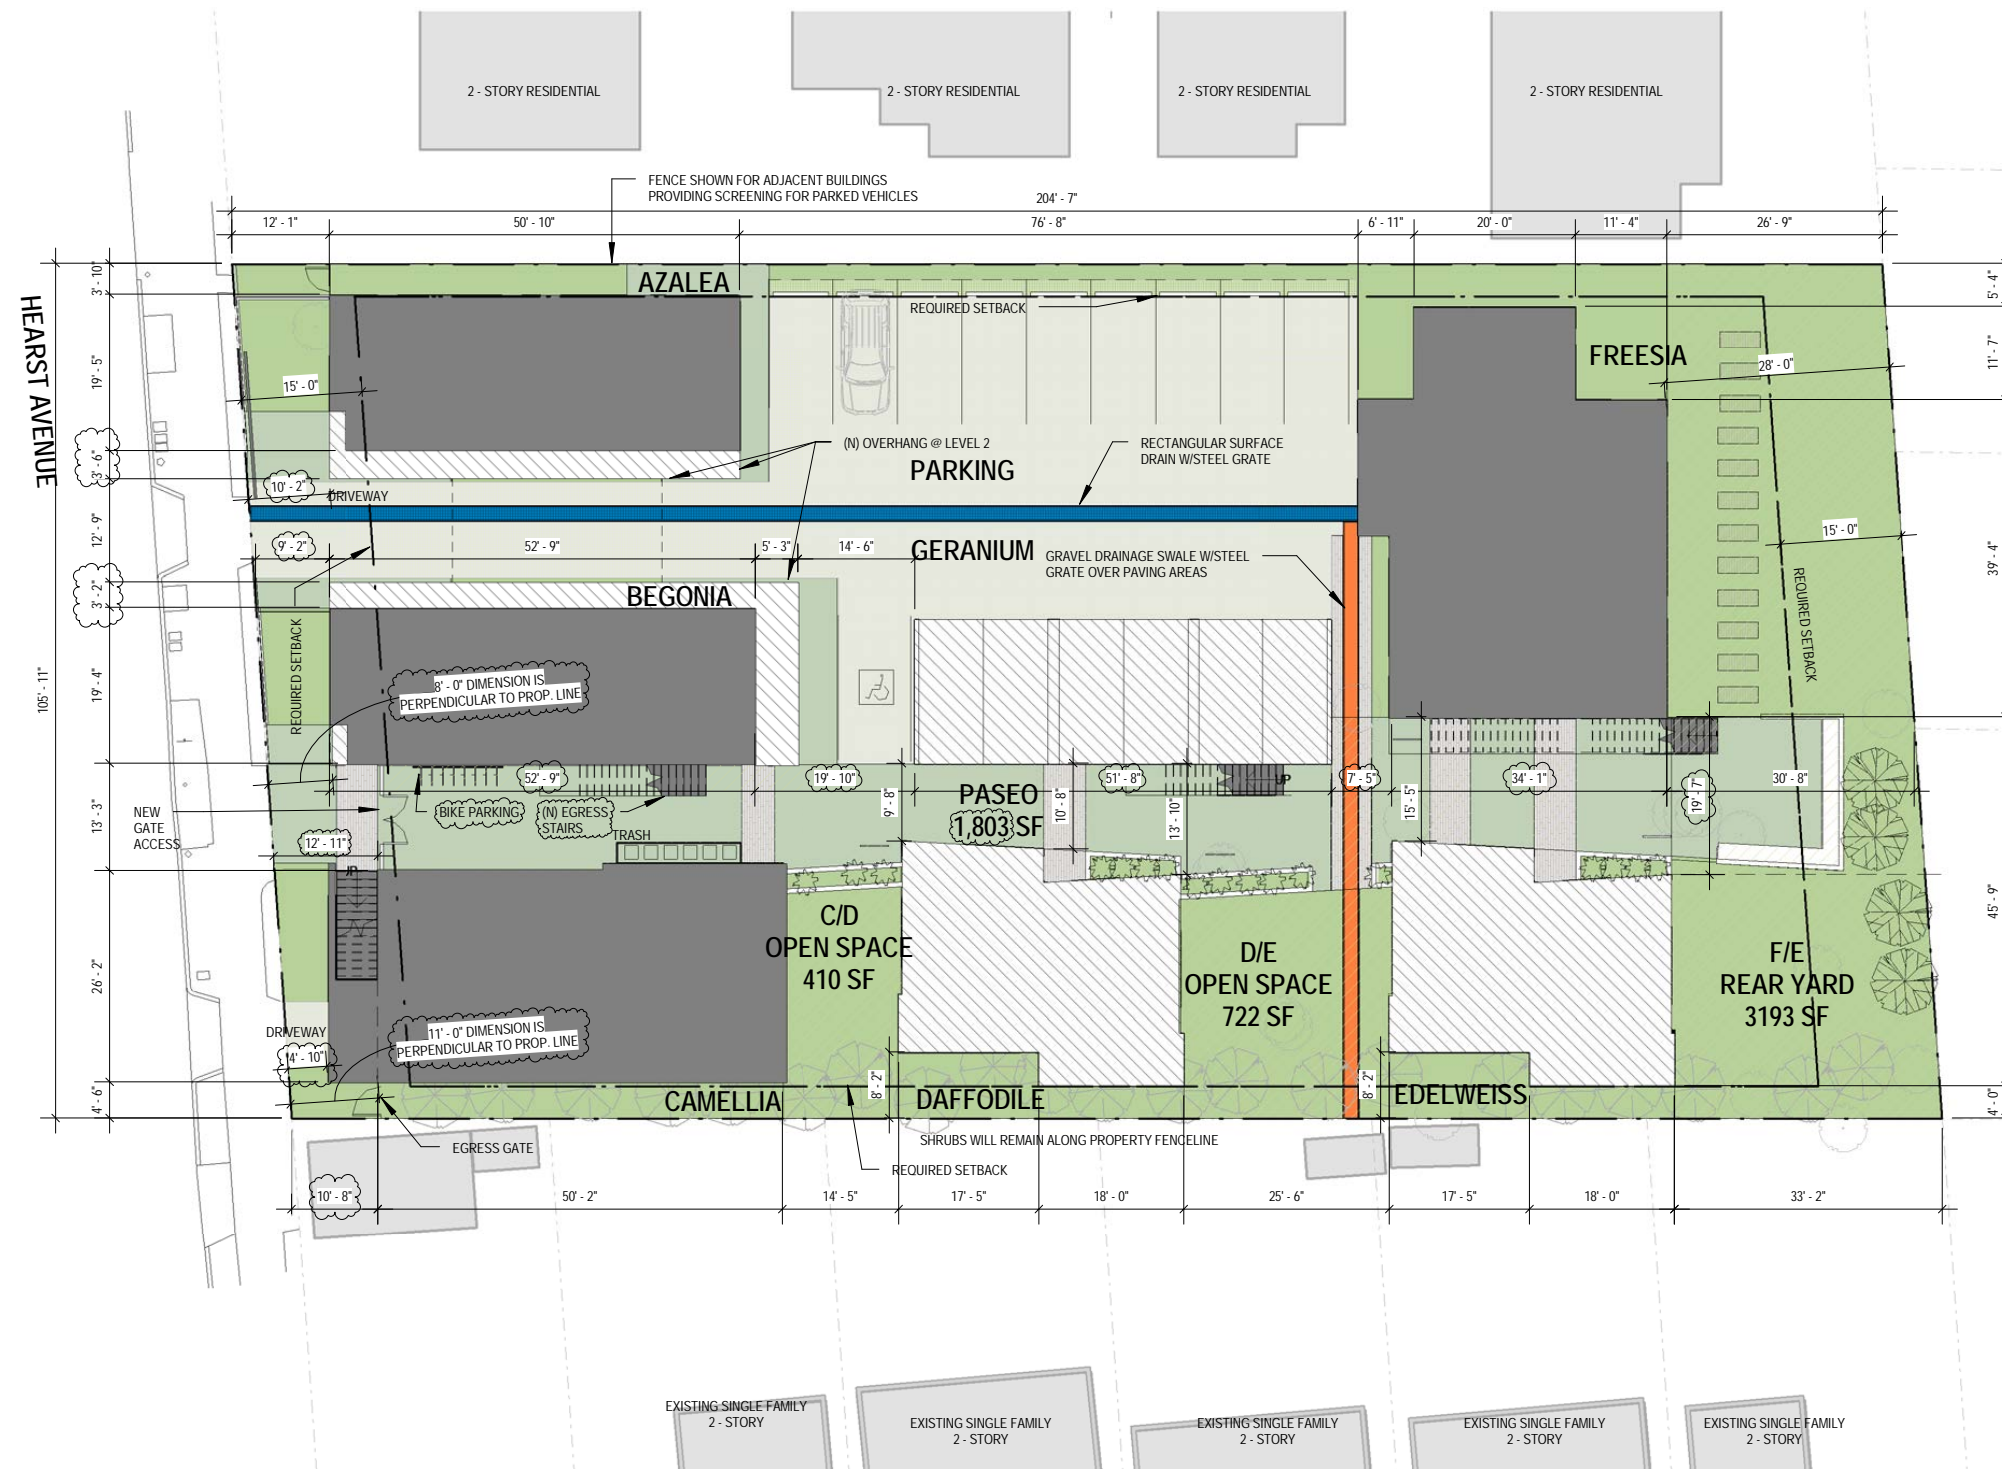 2 - STORY RESIDENTIAL
2 - STORY RESIDENTIAL
2 - STORY RESIDENTIAL
2 - STORY RESIDENTIAL
FENCE SHOWN FOR ADJACENT BUILDINGS
PROVIDING SCREENING FOR PARKED VEHICLES
204' - 7"
12' - 1"
50' - 10"
76' - 8"
6' - 11"
20' - 0"
11' - 4"
26' - 9"
HEARST AVENUE
105' - 11"
3' - 10"
19' - 5"
3' - 6"
12' - 9"
3' - 2"
19' - 4"
13' - 3"
26' - 2"
4' - 6"
AZALEA
REQUIRED SETBACK
FREESIA
15' - 0"
28' - 0"
5' - 4"
11' - 7"
39' - 4"
45' - 9"
4' - 0"
(N) OVERHANG @ LEVEL 2
PARKING
RECTANGULAR SURFACE
DRAIN W/STEEL GRATE
10' - 2"
DRIVEWAY
15' - 0"
REQUIRED SETBACK
9' - 2"
52' - 9"
5' - 3"
14' - 6"
GERANIUM
GRAVEL DRAINAGE SWALE W/STEEL
GRATE OVER PAVING AREAS
BEGONIA
REQUIRED SETBACK
8' - 0" DIMENSION IS
PERPENDICULAR TO PROP. LINE
52' - 9"
19' - 10"
51' - 8"
UP
7' - 5"
34' - 1"
30' - 8"
9' - 8"
10' - 8"
13' - 10"
15' - 5"
19' - 7"
PASEO
1,803 SF
NEW
GATE
ACCESS
BIKE PARKING
(N) EGRESS
STAIRS
TRASH
12' - 11"
UP
C/D
OPEN SPACE
410 SF
D/E
OPEN SPACE
722 SF
F/E
REAR YARD
3193 SF
DRIVEWAY
4' - 10"
11' - 0" DIMENSION IS
PERPENDICULAR TO PROP. LINE
8' - 2"
8' - 2"
CAMELLIA
DAFFODILE
EDELWEISS
EGRESS GATE
SHRUBS WILL REMAIN ALONG PROPERTY FENCELINE
REQUIRED SETBACK
10' - 8"
50' - 2"
14' - 5"
17' - 5"
18' - 0"
25' - 6"
17' - 5"
18' - 0"
33' - 2"
EXISTING SINGLE FAMILY
2 - STORY
EXISTING SINGLE FAMILY
2 - STORY
EXISTING SINGLE FAMILY
2 - STORY
EXISTING SINGLE FAMILY
2 - STORY
EXISTING SINGLE FAMILY
2 - STORY